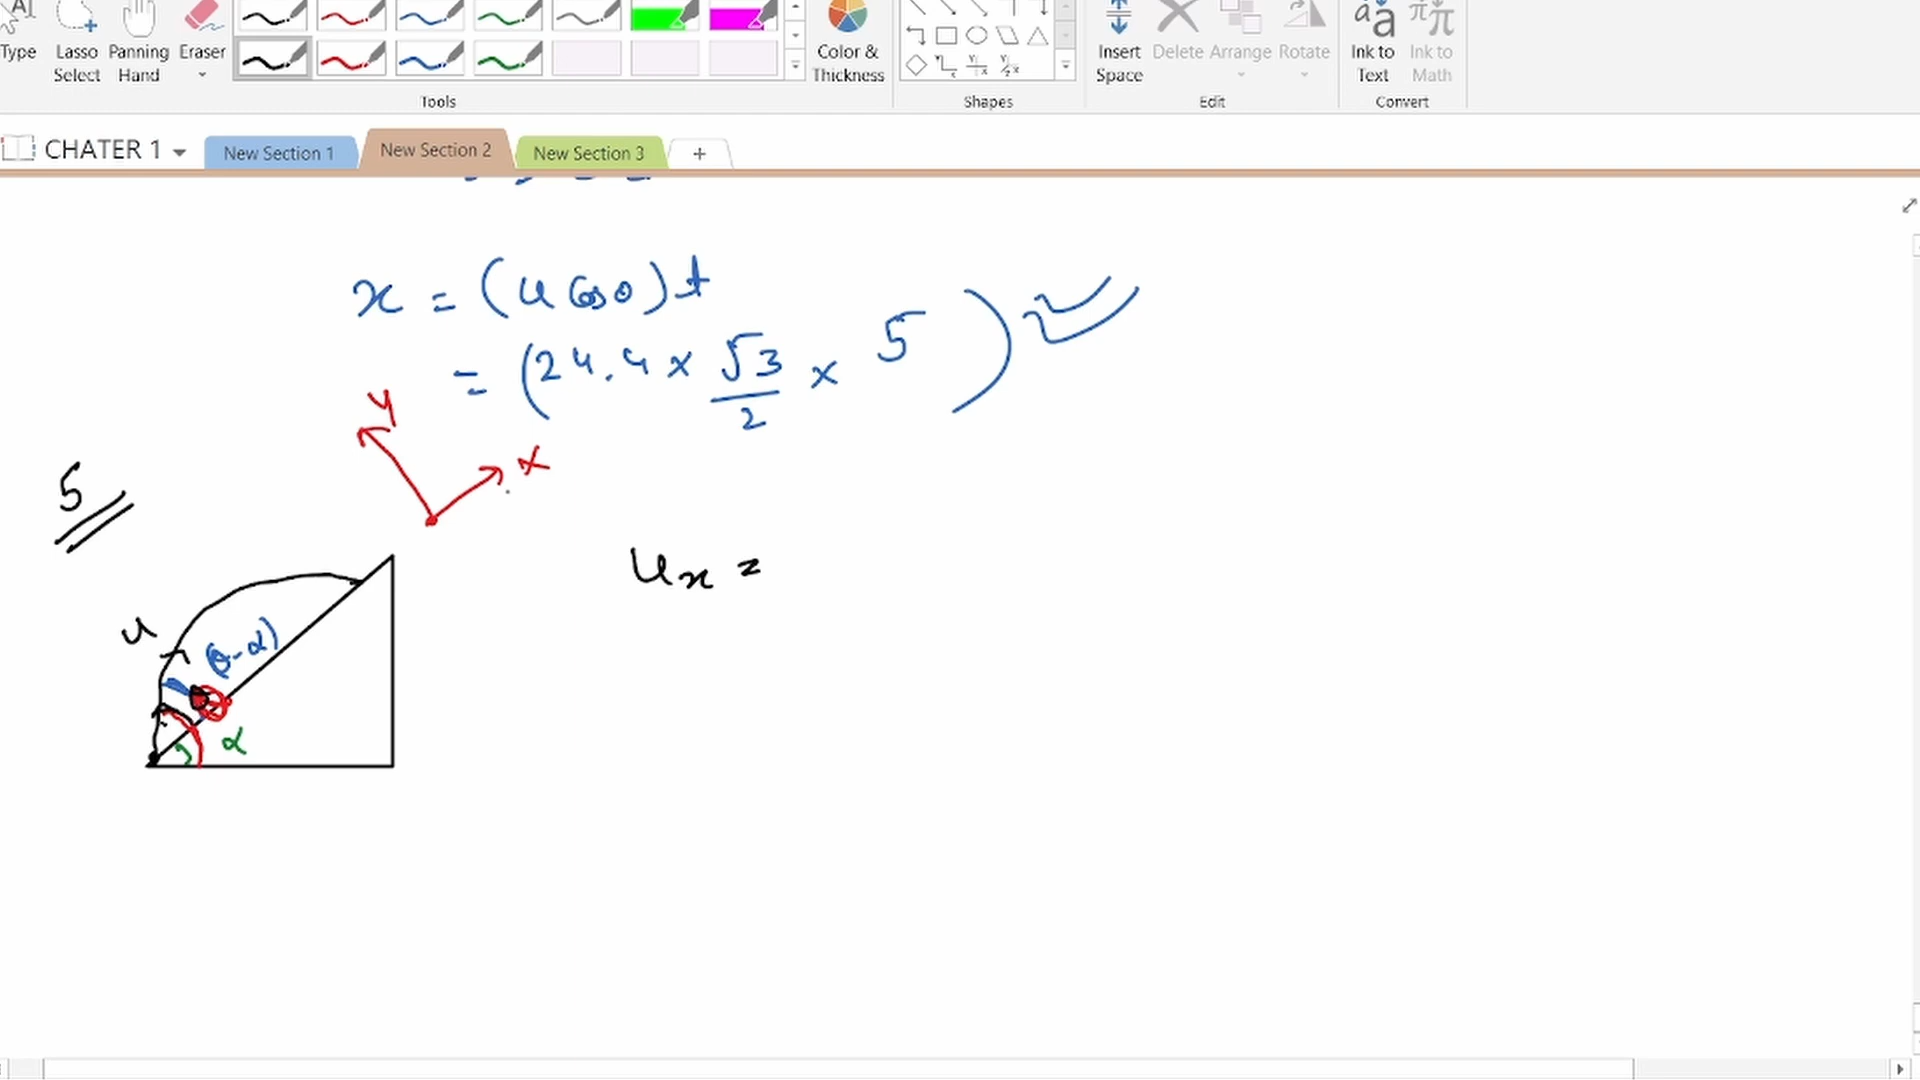 Type
Lasso Select
Panning Hand
Eraser
Color & Thickness
Insert Space
Delete
Arrange
Rotate
Ink to Text
Ink to Math
Tools
Shapes
Edit
Convert
CHATER 1
New Section 1
New Section 2
New Section 3
+
x = (u cosθ) t
= (24.4 × √3/2 × 5)
y
x
5
u
(θ-α)
α
ux =